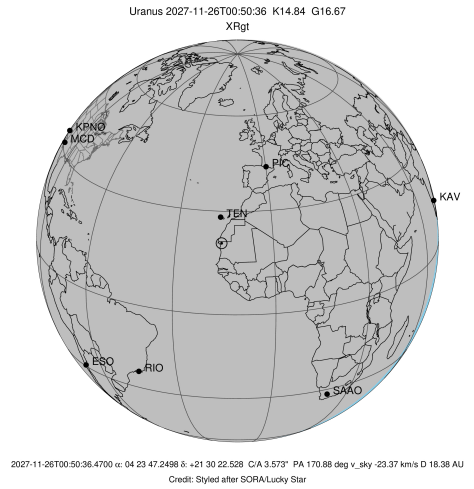 Uranus 2027-11-26T00:50:36 K14.84 G16.67
XRgt
KPNO
MCD
PIC
KAV
TEN
ESO
RIO
SAAO
2027-11-26T00:50:36.4700 α: 04 23 47.2498 δ: +21 30 22.528 C/A 3.573" PA 170.88 deg v_sky -23.37 km/s D 18.38 AU
Credit: Styled after SORA/Lucky Star